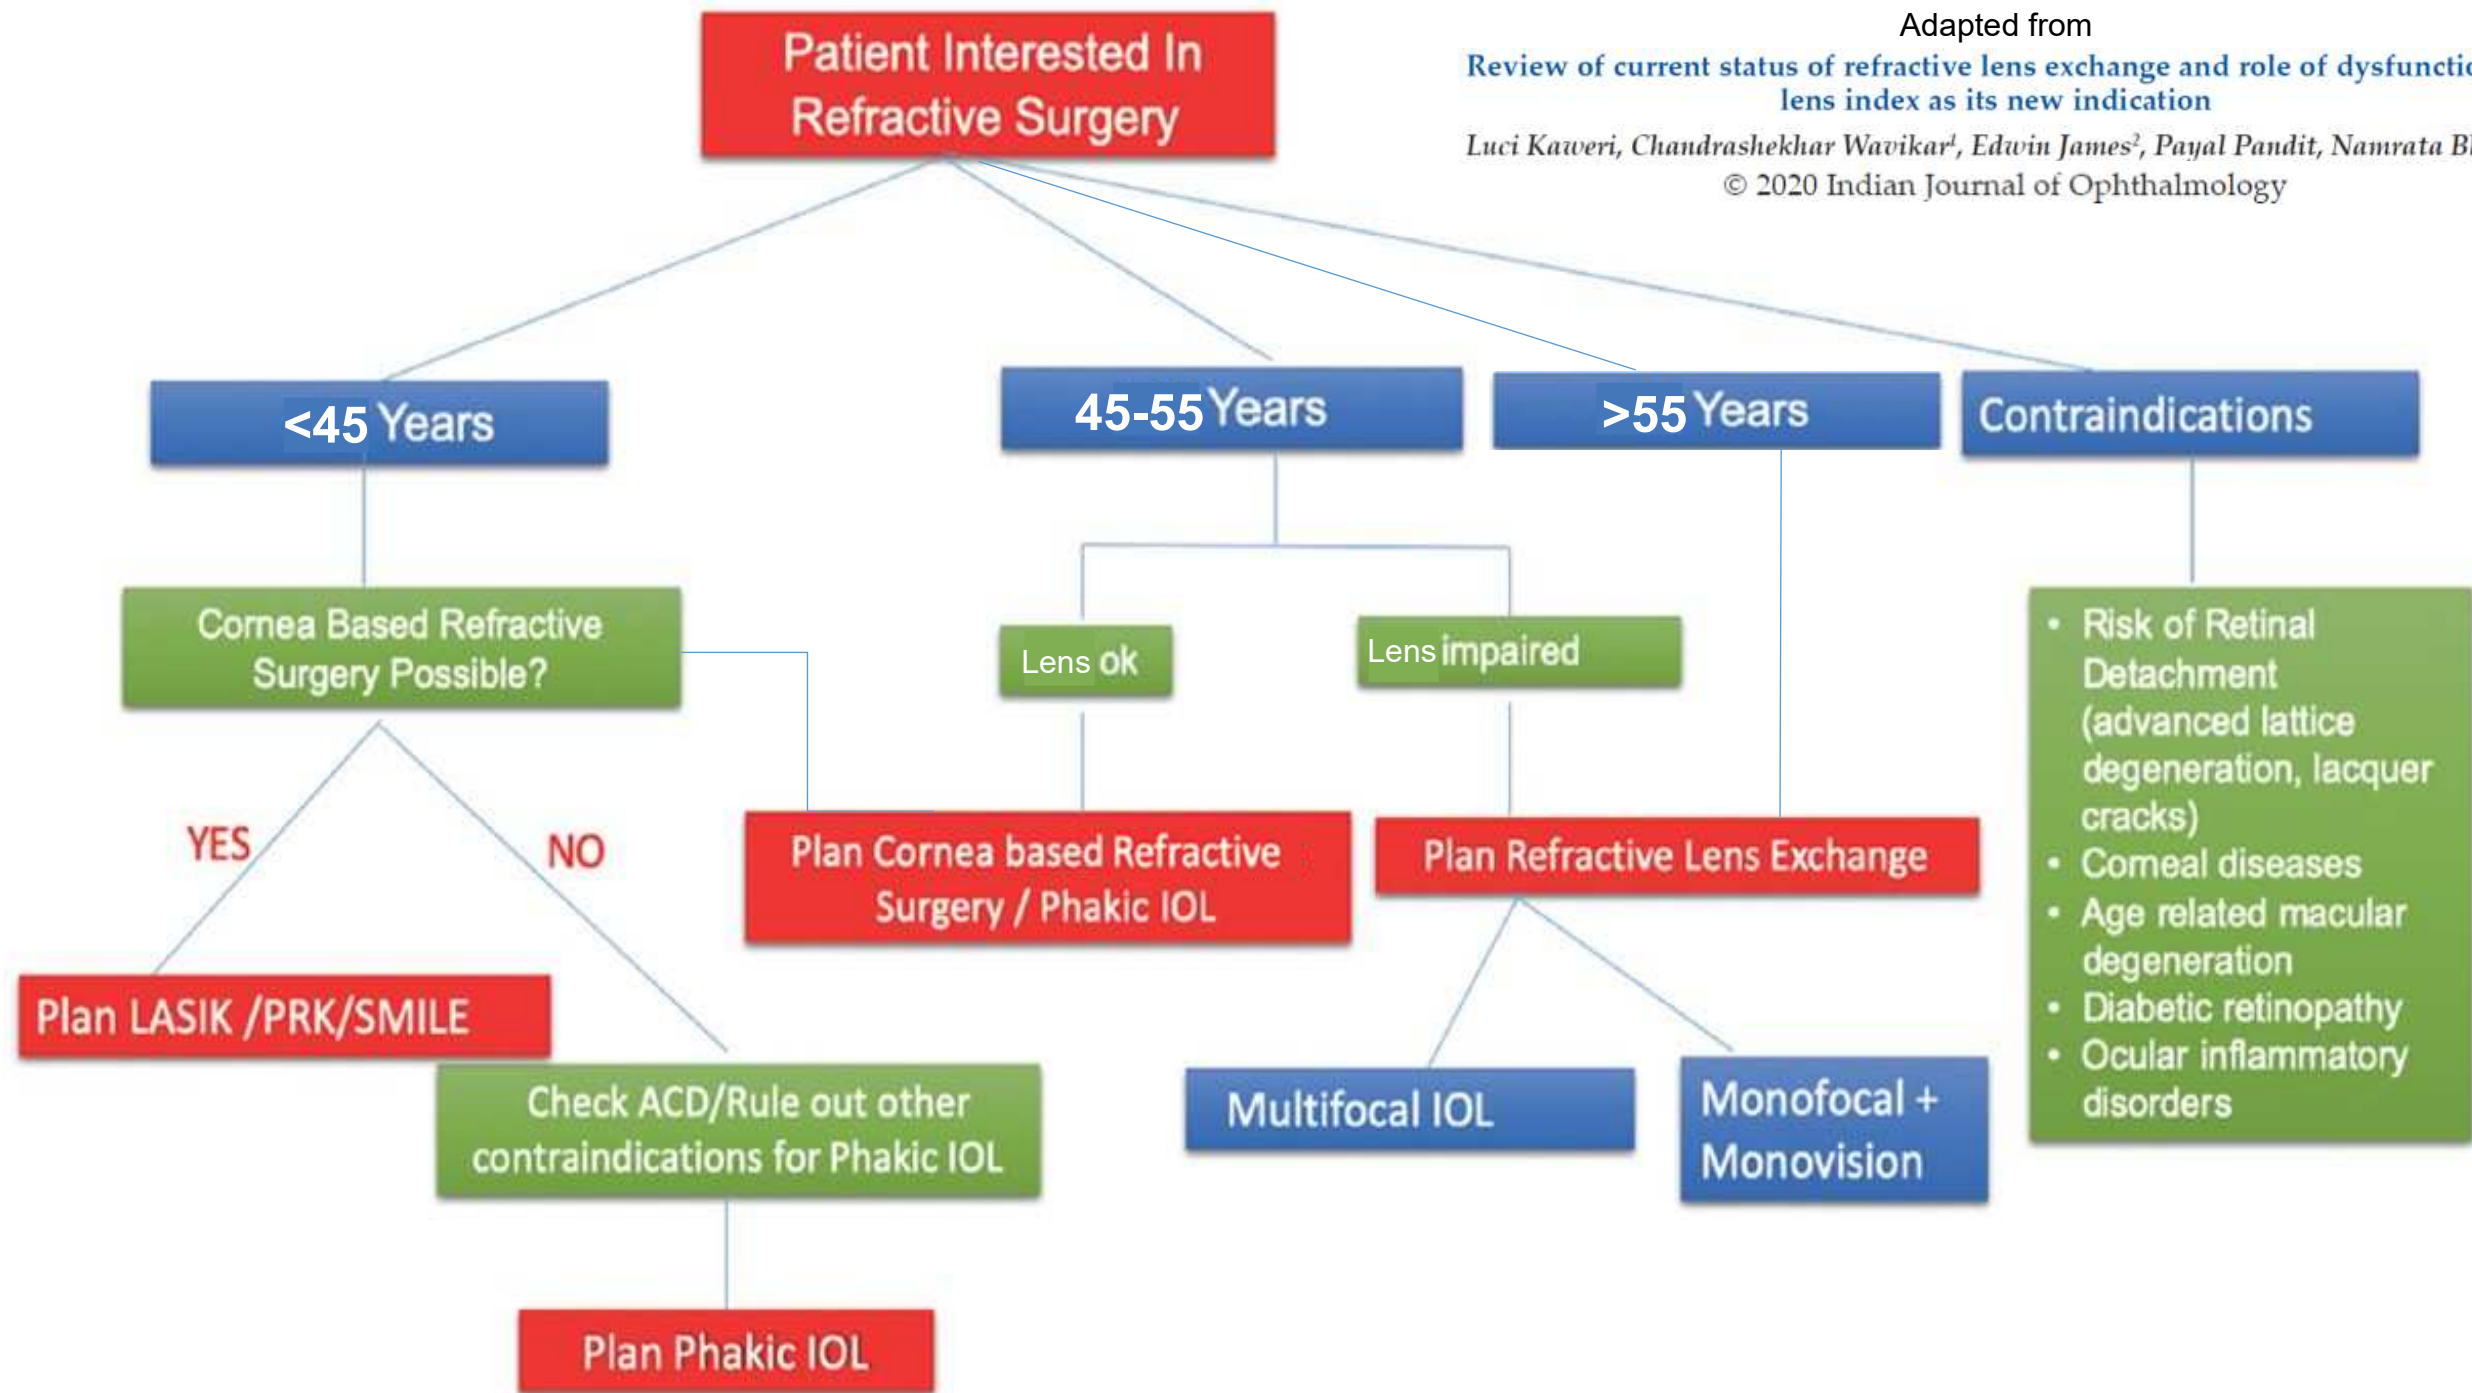 Patient Interested In
Refractive Surgery
Adapted from
Review of current status of refractive lens exchange and role of
lens index as its new indication
Luci Kaweri, Chandrashekhar Wavikar¹, Edwin James², Payal Pandit, Namrata
© 2020 Indian Journal of Ophthalmology
<45 Years
45-55 Years
>55 Years
Contraindications
Cornea Based Refractive
Surgery Possible?
Lens ok
Lens impaired
YES
NO
Plan Cornea based Refractive
Surgery / Phakic IOL
Plan Refractive Lens Exchange
Plan LASIK /PRK/SMILE
Check ACD/Rule out other
contraindications for Phakic IOL
Multifocal IOL
Monofocal +
Monovision
Plan Phakic IOL
• Risk of Retinal
Detachment
(advanced lattice
degeneration, lacquer
cracks)
• Corneal diseases
• Age related macular
degeneration
• Diabetic retinopathy
• Ocular inflammatory
disorders